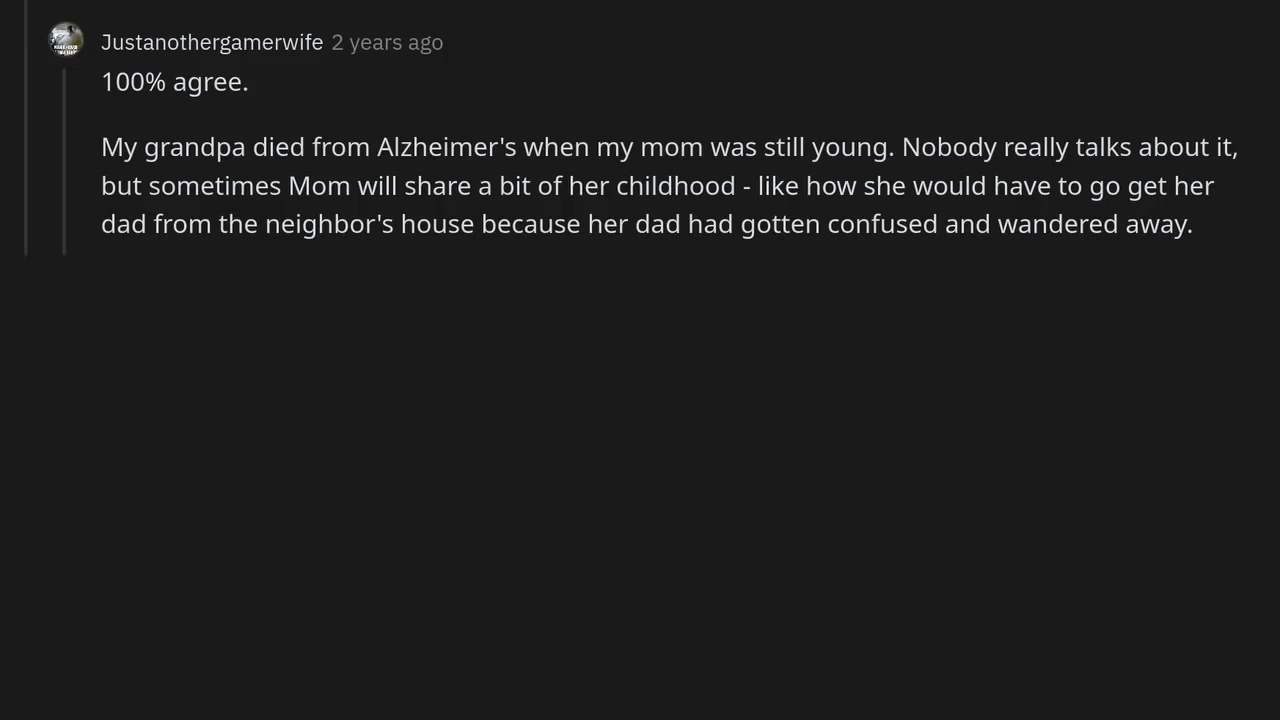 Justanothergamerwife 2 years ago
100% agree.
My grandpa died from Alzheimer's when my mom was still young. Nobody really talks about it,
but sometimes Mom will share a bit of her childhood - like how she would have to go get her
dad from the neighbor's house because her dad had gotten confused and wandered away.